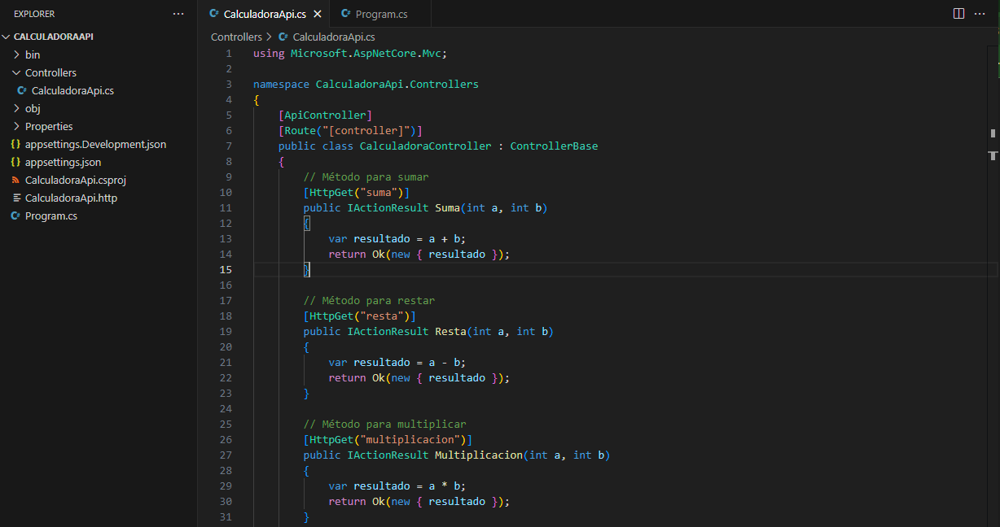 EXPLORER
CALCULADORAAPI
bin
Controllers
C# CalculadoraApi.cs
obj
Properties
{} appsettings.Development.json
{} appsettings.json
CalculadoraApi.csproj
CalculadoraApi.http
C# Program.cs
C# CalculadoraApi.cs
C# Program.cs
Controllers > C# CalculadoraApi.cs
1 using Microsoft.AspNetCore.Mvc;
2
3 namespace CalculadoraApi.Controllers
4 {
5 [ApiController]
6 [Route("[controller]")]
7 public class CalculadoraController : ControllerBase
8 {
9 // Método para sumar
10 [HttpGet("suma")]
11 public IActionResult Suma(int a, int b)
12 {
13 var resultado = a + b;
14 return Ok(new { resultado });
15 }
16
17 // Método para restar
18 [HttpGet("resta")]
19 public IActionResult Resta(int a, int b)
20 {
21 var resultado = a - b;
22 return Ok(new { resultado });
23 }
24
25 // Método para multiplicar
26 [HttpGet("multiplicacion")]
27 public IActionResult Multiplicacion(int a, int b)
28 {
29 var resultado = a * b;
30 return Ok(new { resultado });
31 }